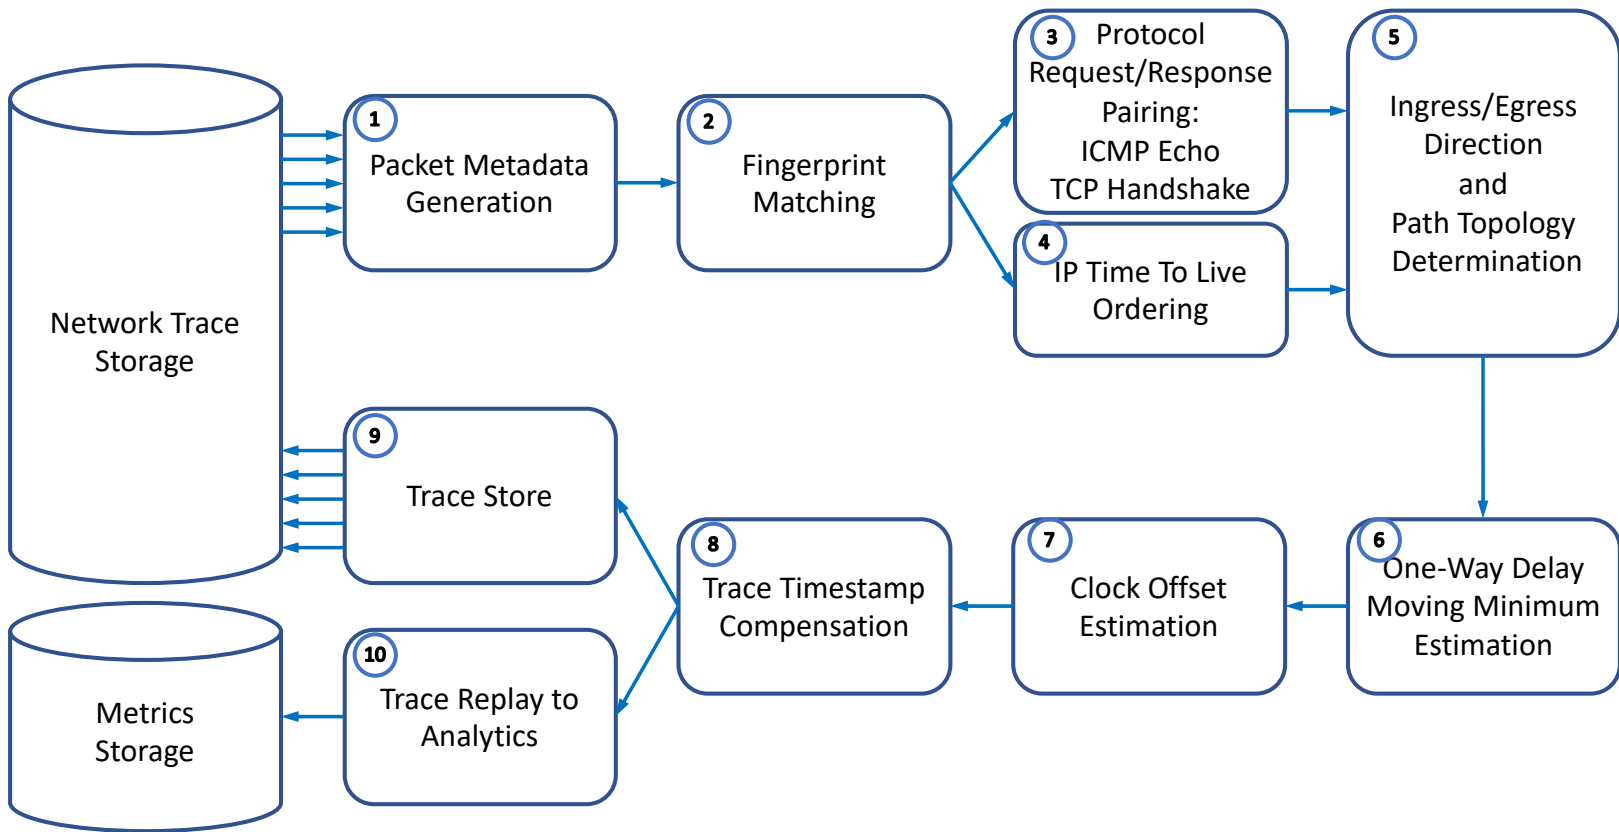 Network Trace
Storage
1
Packet Metadata
Generation
2
Fingerprint
Matching
3
Protocol
Request/Response
Pairing:
ICMP Echo
TCP Handshake
4
IP Time To Live
Ordering
5
Ingress/Egress
Direction
and
Path Topology
Determination
6
One-Way Delay
Moving Minimum
Estimation
7
Clock Offset
Estimation
8
Trace Timestamp
Compensation
9
Trace Store
10
Trace Replay to
Analytics
Metrics
Storage